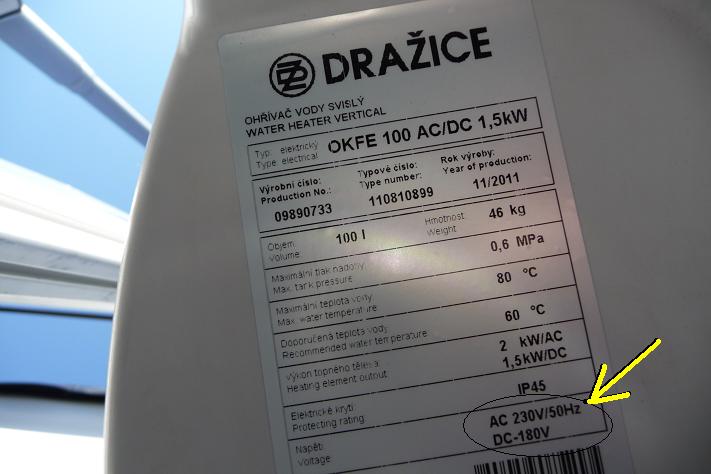 DZ DRAŽICE
OHŘÍVAČ VODY SVISLÝ
WATER HEATER VERTICAL
Typ: elektrický
Type electrical
OKFE 100 AC/DC 1,5kW
Výrobní číslo:
Production No.:
09890733
Typové číslo:
Type number:
110810899
Rok výroby:
Year of production:
11/2011
Objem
Volume:
100 l
Hmotnost
Weight
46 kg
Maximální tlak nádoby
Max. tank pressure
0,6 MPa
Maximální teplota vody
Max. water temperature
80 °C
Doporučená teplota vody
Recommended water temperature
60 °C
Výkon topného tělesa
Heating element output
2 kW/AC
1,5kW/DC
Elektrické krytí
Protecting rating
IP45
Napětí
Voltage
AC 230V/50Hz
DC-180V